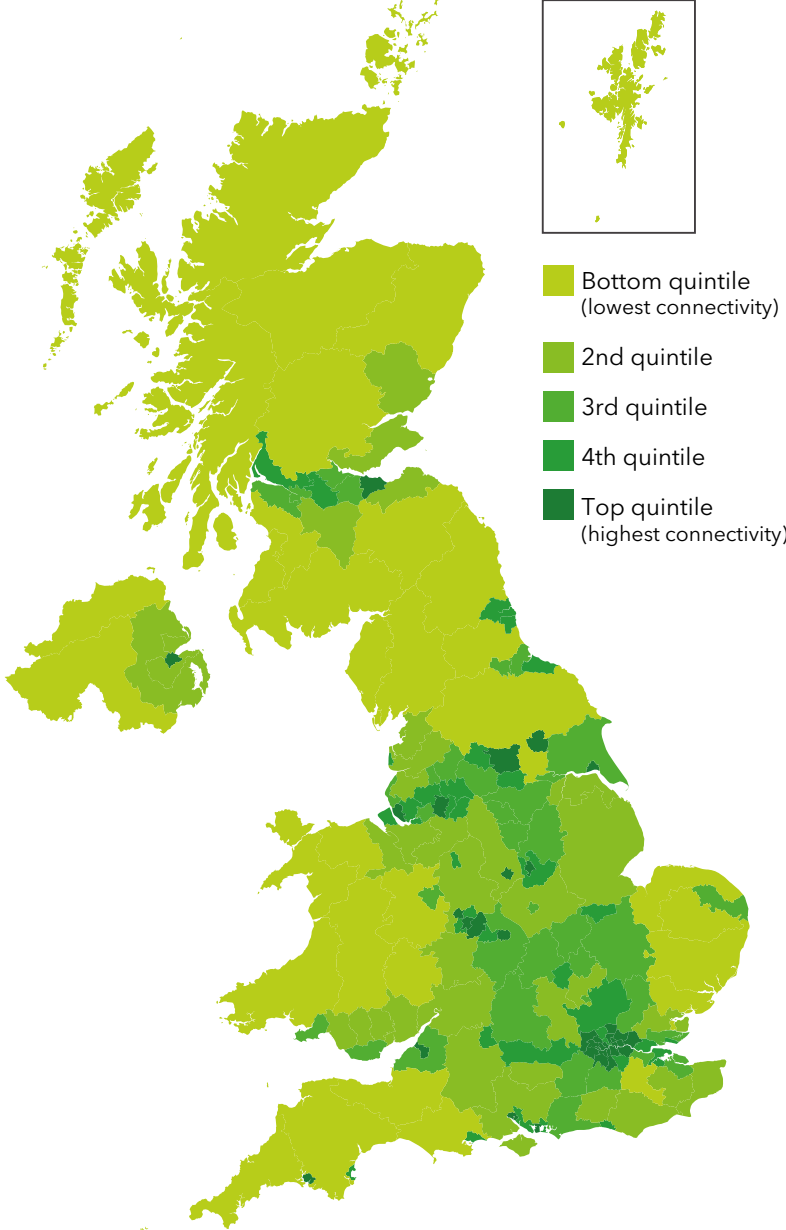 Bottom quintile
(lowest connectivity)
2nd quintile
3rd quintile
4th quintile
Top quintile
(highest connectivity)